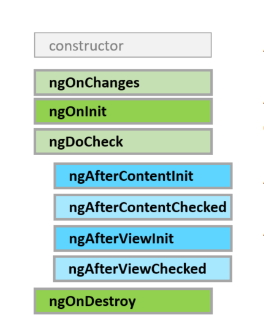 constructor
ngOnChanges
ngOnInit
ngDoCheck
ngAfterContentInit
ngAfterContentChecked
ngAfterViewInit
ngAfterViewChecked
ngOnDestroy